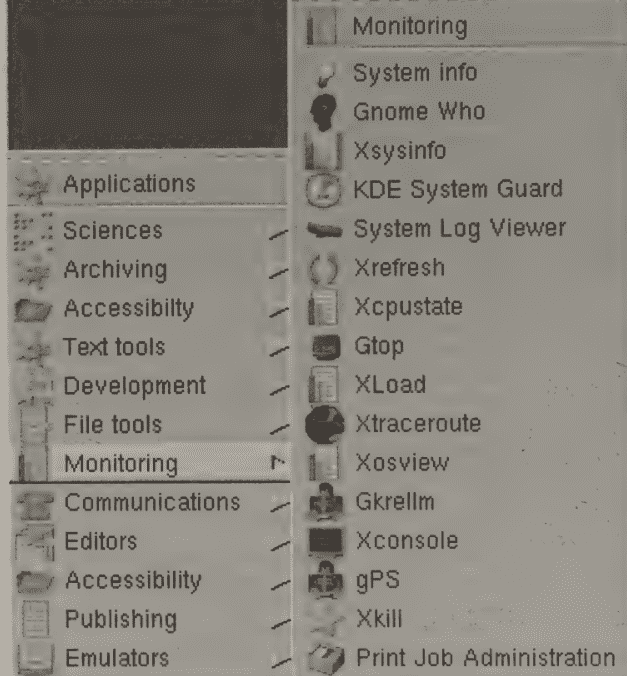 Applications
Sciences
Archiving
Accessibilty
Text tools
Development
File tools
Monitoring
Communications
Editors
Accessibility
Publishing
Emulators
Monitoring
System info
Gnome Who
Xsysinfo
KDE System Guard
System Log Viewer
Xrefresh
Xcpustate
Gtop
XLoad
Xtraceroute
Xosview
Gkrellm
Xconsole
gPS
Xkill
Print Job Administration